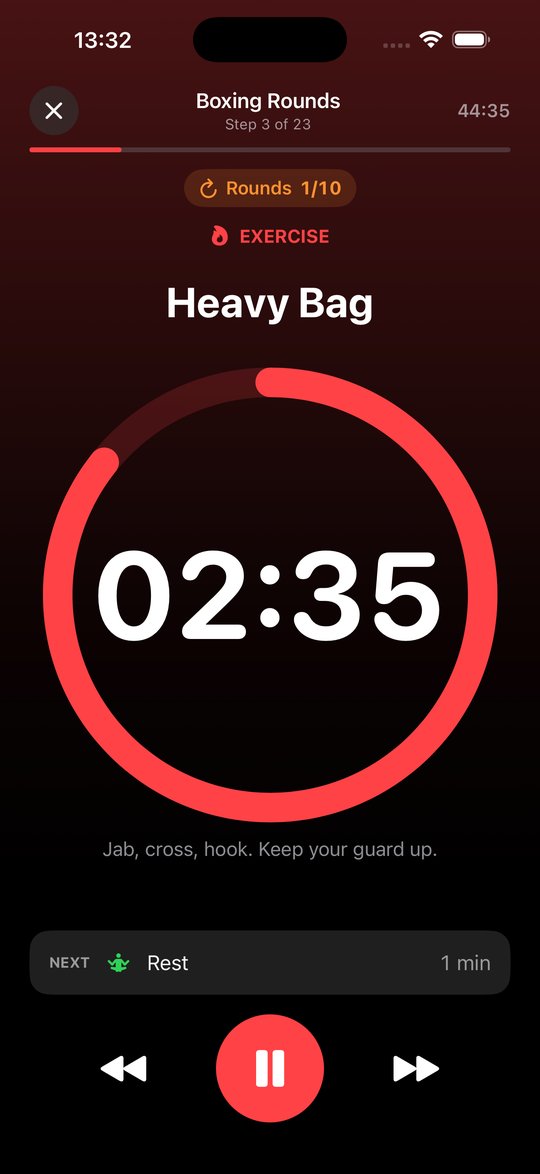 13:32
Boxing Rounds
Step 3 of 23
44:35
Rounds 1/10
EXERCISE
Heavy Bag
02:35
Jab, cross, hook. Keep your guard up.
NEXT Rest 1 min